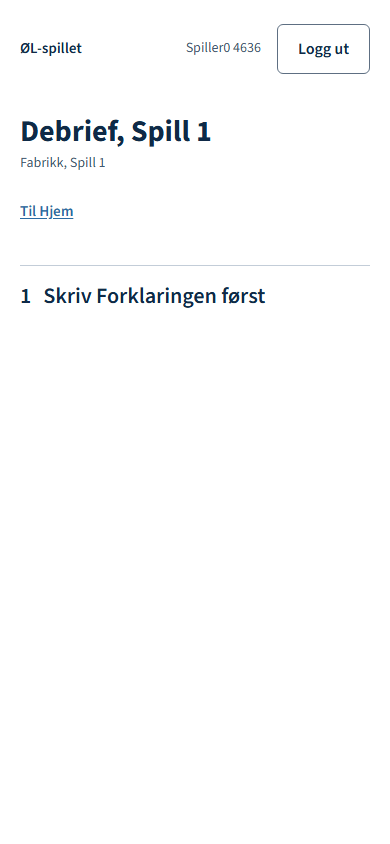 ØL-spillet
Spiller0 4636
Logg ut
Debrief, Spill 1
Fabrikk, Spill 1
Til Hjem
1 Skriv Forklaringen først